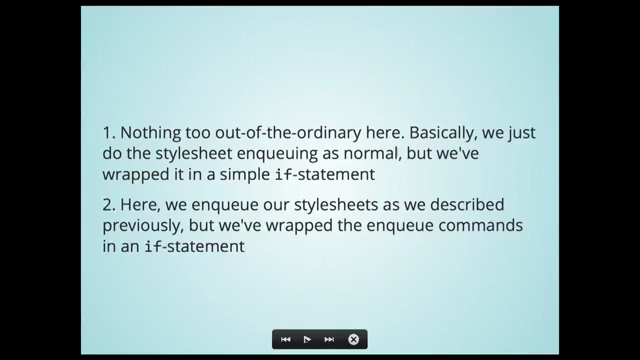 1. Nothing too out-of-the-ordinary here. Basically, we just
do the stylesheet enqueuing as normal, but we've
wrapped it in a simple if-statement
2. Here, we enqueue our stylesheets as we described
previously, but we've wrapped the enqueue commands
in an if-statement